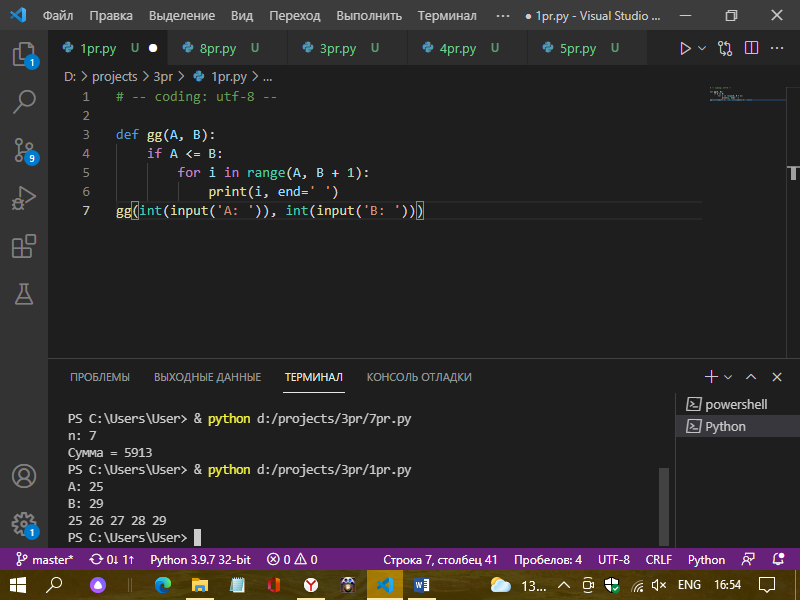 Файл Правка Выделение Вид Переход Выполнить Терминал ··· ● 1pr.py - Visual Studio ...
1pr.py U ● 8pr.py U 3pr.py U 4pr.py U 5pr.py U
D: > projects > 3pr > 1pr.py > ...
1 # -- coding: utf-8 --
2
3 def gg(A, B):
4 if A <= B:
5 for i in range(A, B + 1):
6 print(i, end=' ')
7 gg(int(input('A: ')), int(input('B: ')))
1
9
ПРОБЛЕМЫ ВЫХОДНЫЕ ДАННЫЕ ТЕРМИНАЛ КОНСОЛЬ ОТЛАДКИ
powershell
Python
PS C:\Users\User> & python d:/projects/3pr/7pr.py
n: 7
Сумма = 5913
PS C:\Users\User> & python d:/projects/3pr/1pr.py
A: 25
B: 29
25 26 27 28 29
PS C:\Users\User>
1
master* 0↓ 1↑ Python 3.9.7 32-bit 0 0 Строка 7, столбец 41 Пробелов: 4 UTF-8 CRLF Python
13... ENG 16:54